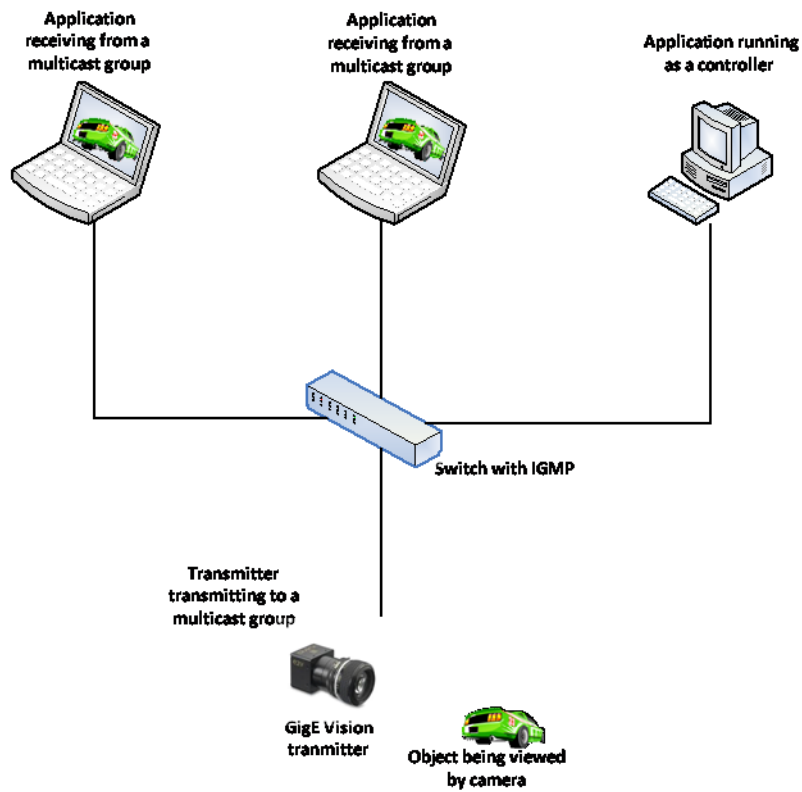 Application
receiving from a
multicast group
Application
receiving from a
multicast group
Application running
as a controller
Switch with IGMP
Transmitter
transmitting to a
multicast group
GigE Vision
tranmitter
Object being viewed
by camera